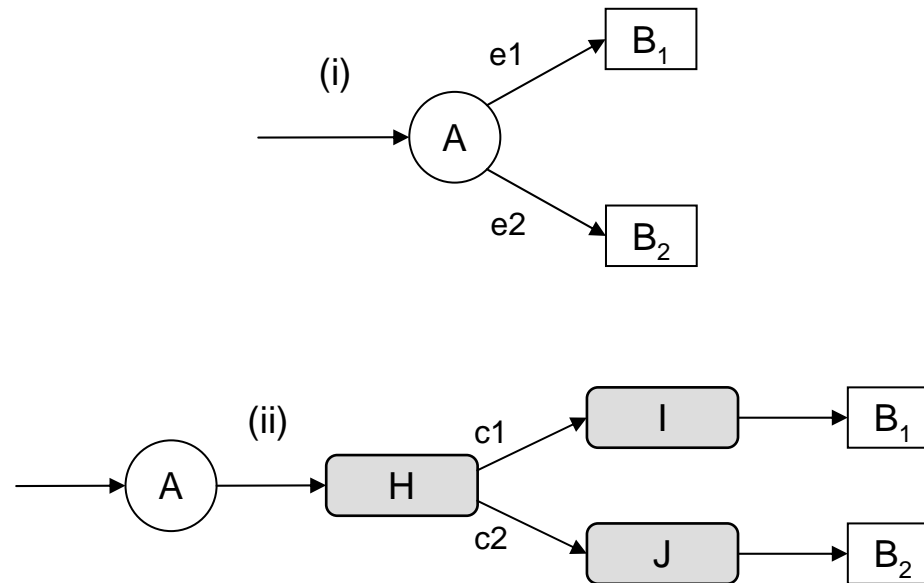 (i)
e1
B₁
A
e2
B₂
(ii)
A
H
c1
c2
I
B₁
J
B₂